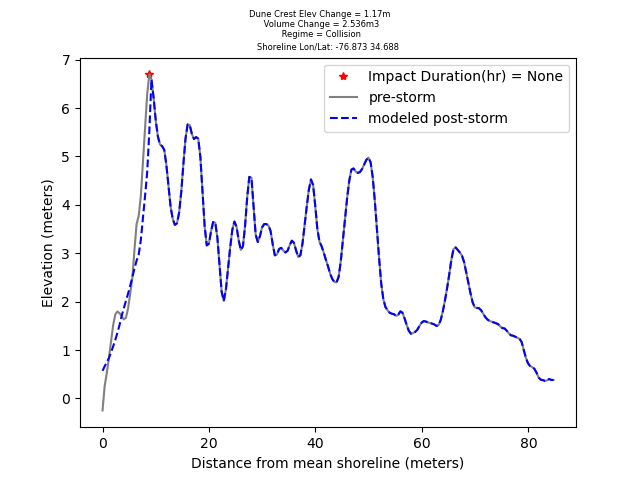 Dune Crest Elev Change = 1.17m
Volume Change = 2.536m3
Regime = Collision
Shoreline Lon/Lat: -76.873 34.688
Impact Duration(hr) = None
pre-storm
modeled post-storm
7
6
5
4
3
2
1
0
Elevation (meters)
0 20 40 60 80
Distance from mean shoreline (meters)